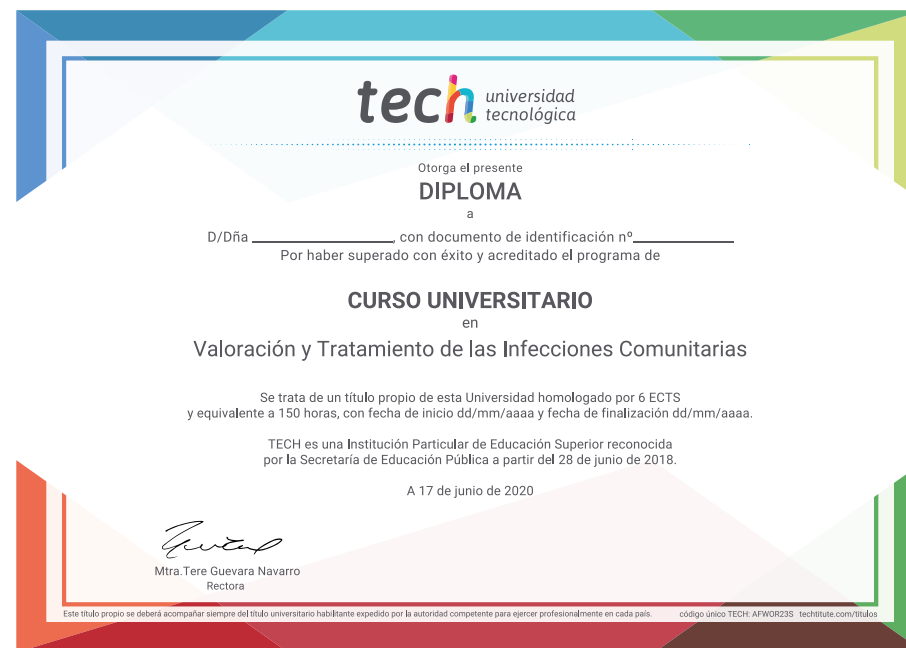 tech universidad
tecnológica
Otorga el presente
DIPLOMA
a
D/Dña ____________________, con documento de identificación nº______________
Por haber superado con éxito y acreditado el programa de
CURSO UNIVERSITARIO
en
Valoración y Tratamiento de las Infecciones Comunitarias
Se trata de un título propio de esta Universidad homologado por 6 ECTS
y equivalente a 150 horas, con fecha de inicio dd/mm/aaaa y fecha de finalización dd/mm/aaaa.
TECH es una Institución Particular de Educación Superior reconocida
por la Secretaría de Educación Pública a partir del 28 de junio de 2018.
A 17 de junio de 2020
Mtra.Tere Guevara Navarro
Rectora
Este título propio se deberá acompañar siempre del título universitario habilitante expedido por la autoridad competente para ejercer profesionalmente en cada país. código único TECH: AFWOR23S techtitute.com/títulos